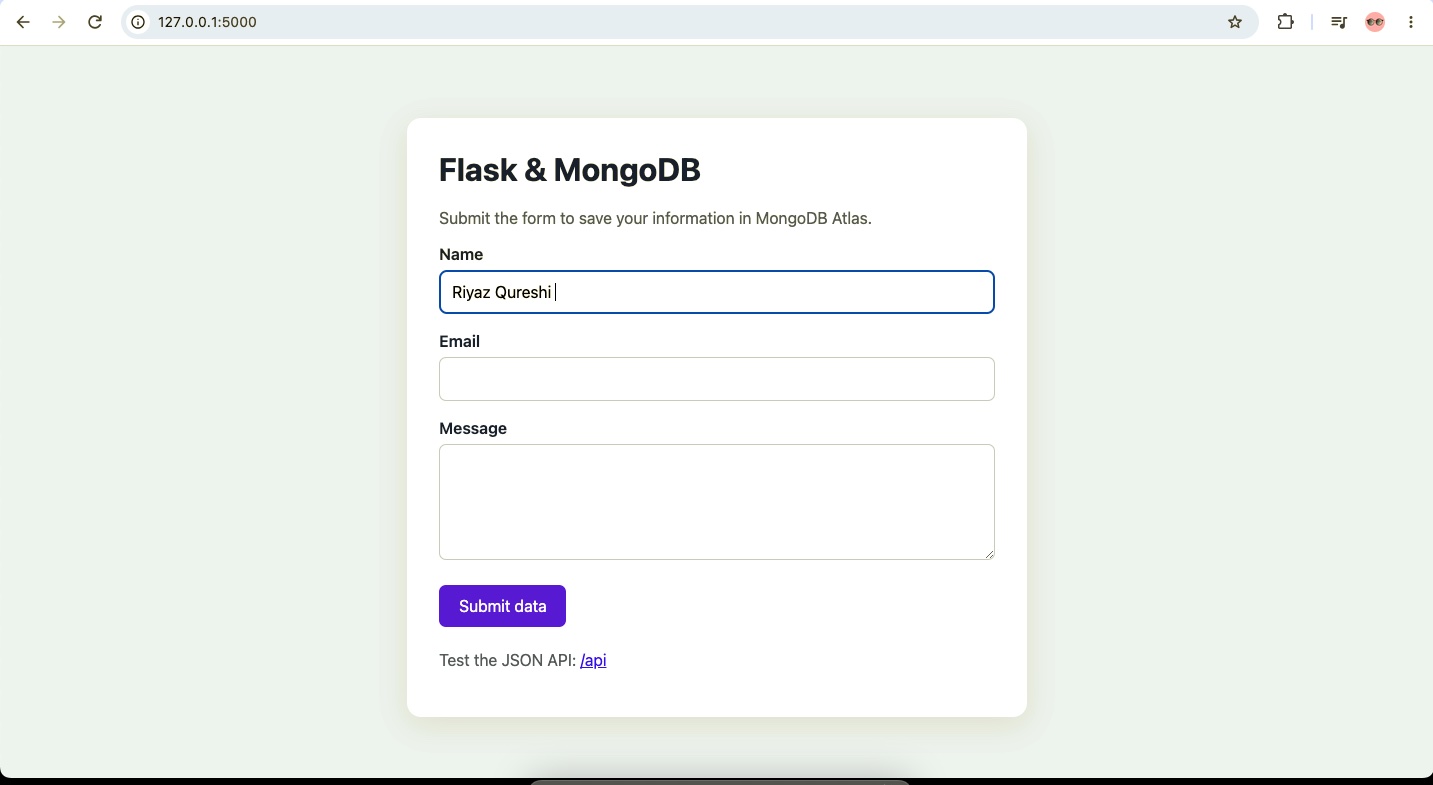 127.0.0.1:5000
Flask & MongoDB
Submit the form to save your information in MongoDB Atlas.
Name
Riyaz Qureshi
Email
Message
Submit data
Test the JSON API: /api